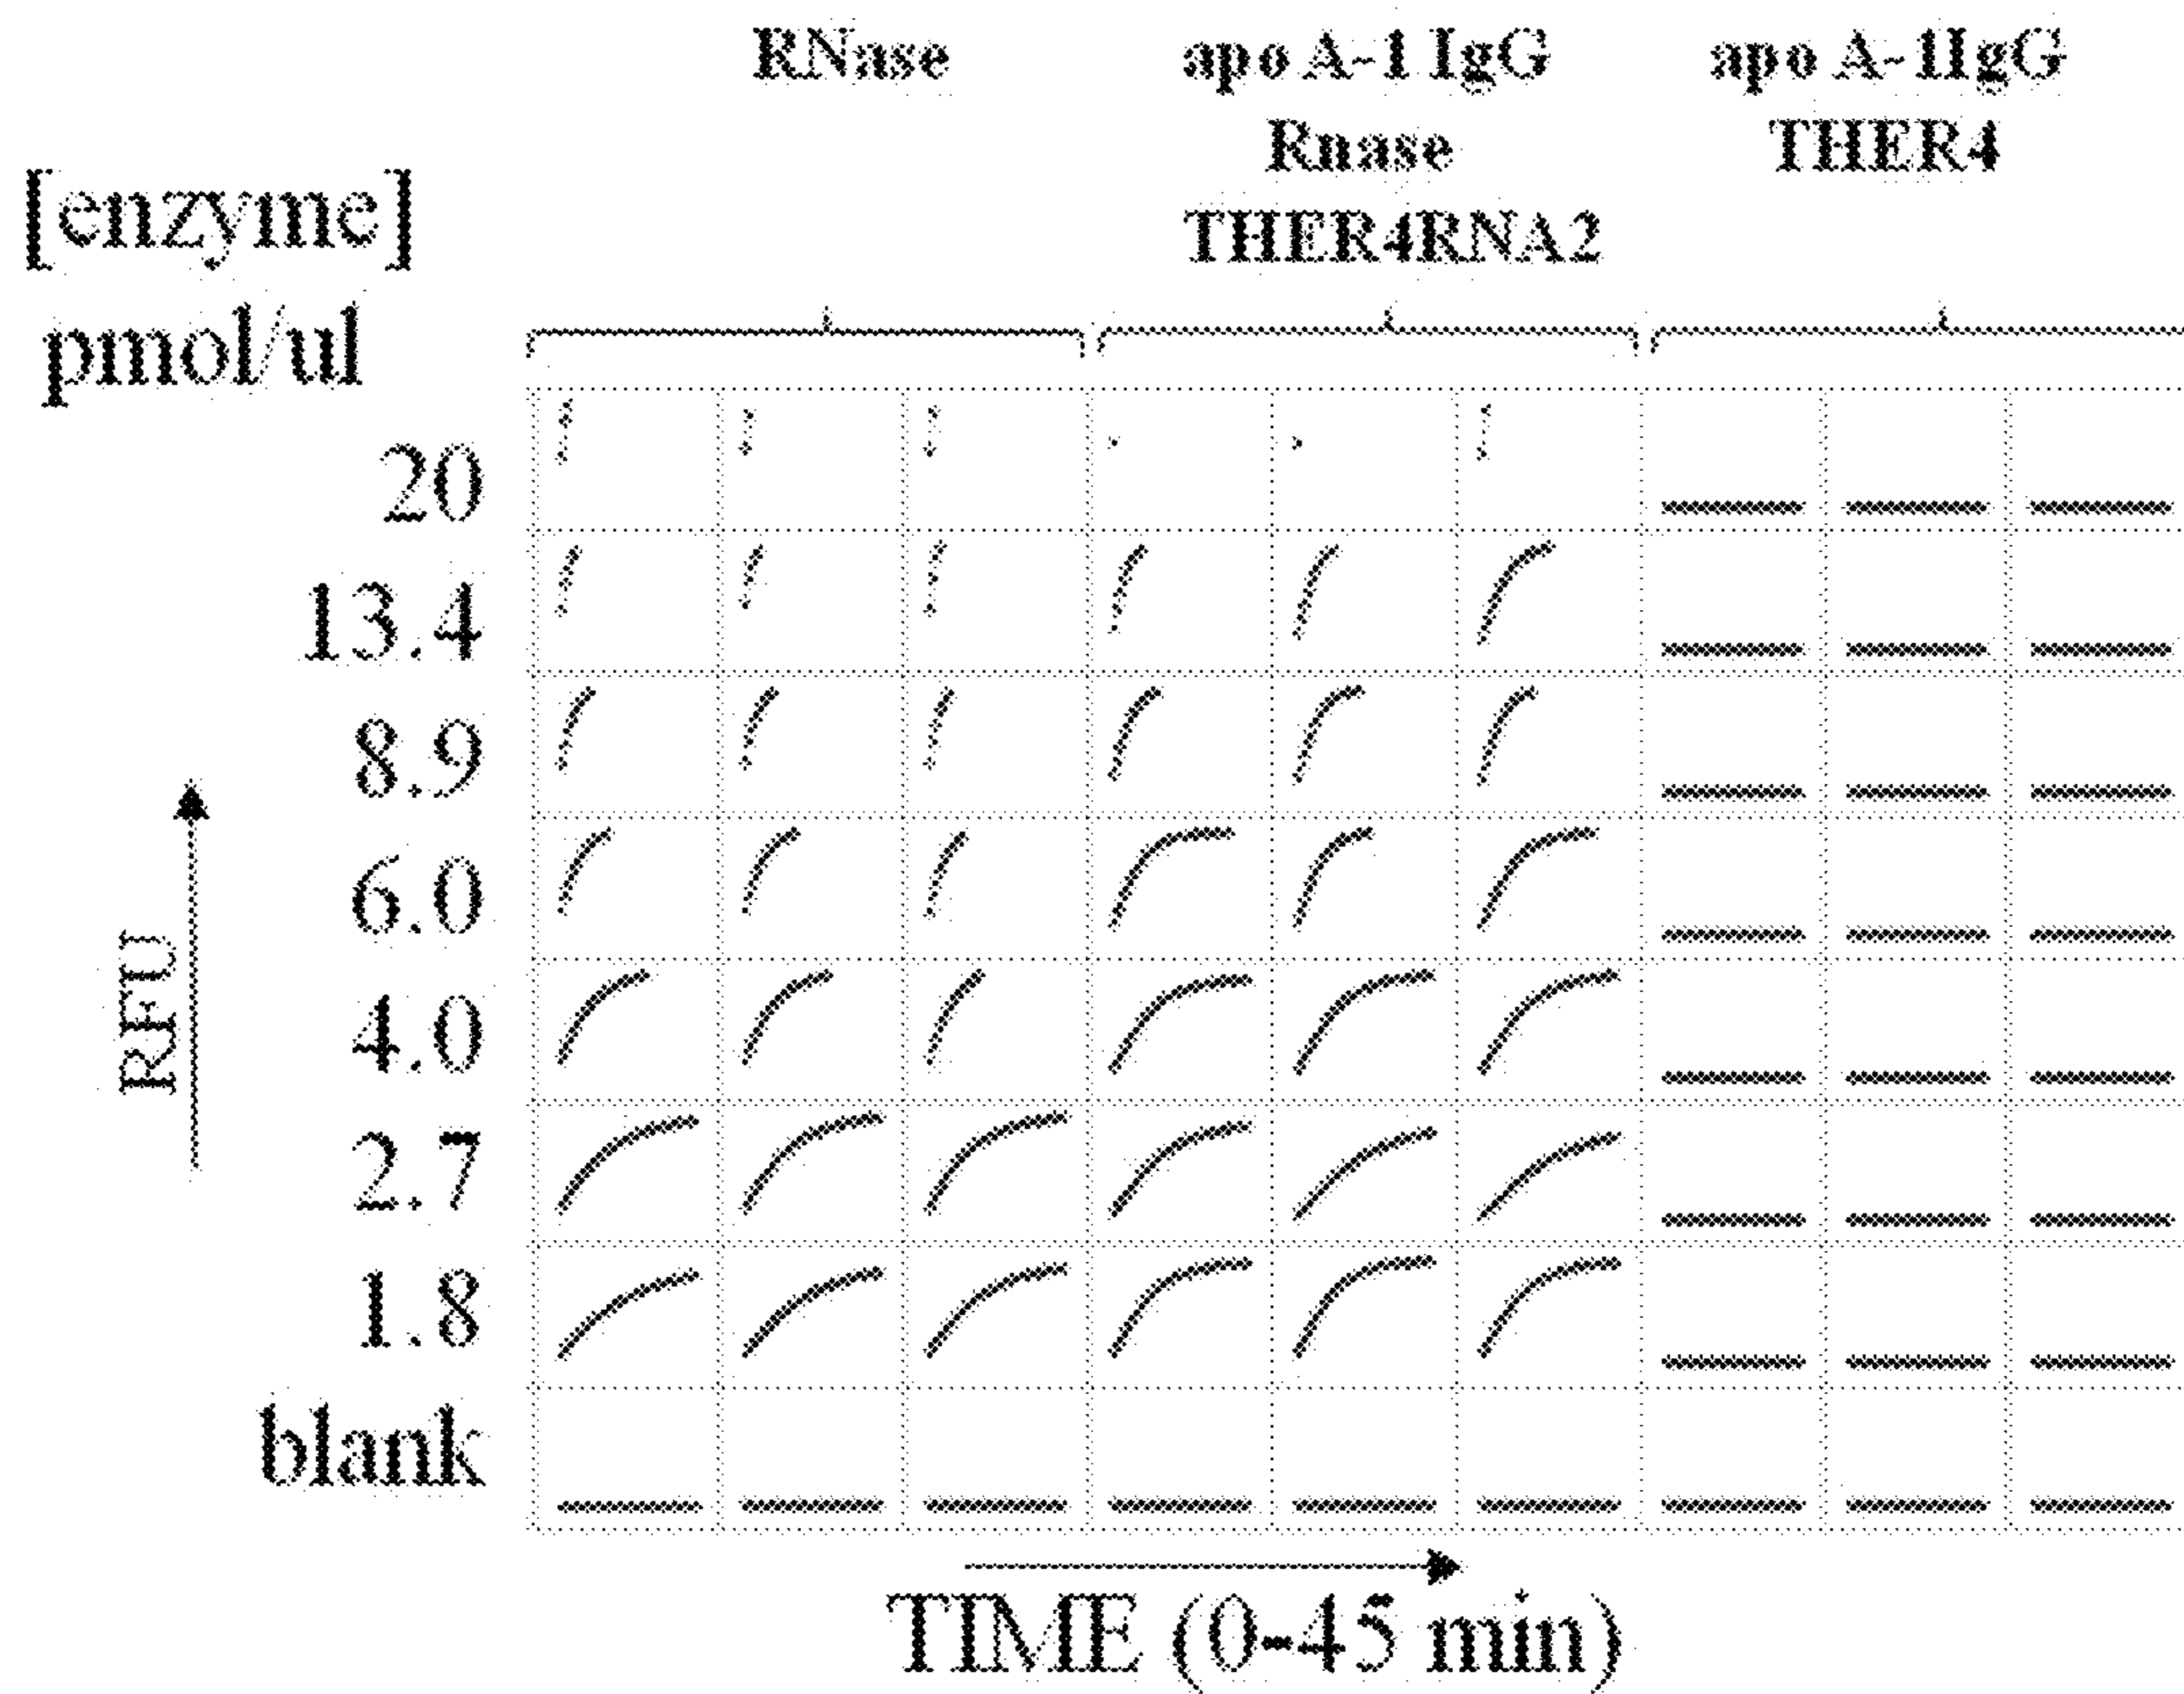 RNase
apo A-1 IgG
Rnase
THER4RNA2
apo A-1IgG
THER4
[enzyme]
pmol/ul
20
13.4
8.9
6.0
4.0
2.7
1.8
blank
RFU
TIME (0-45 min)